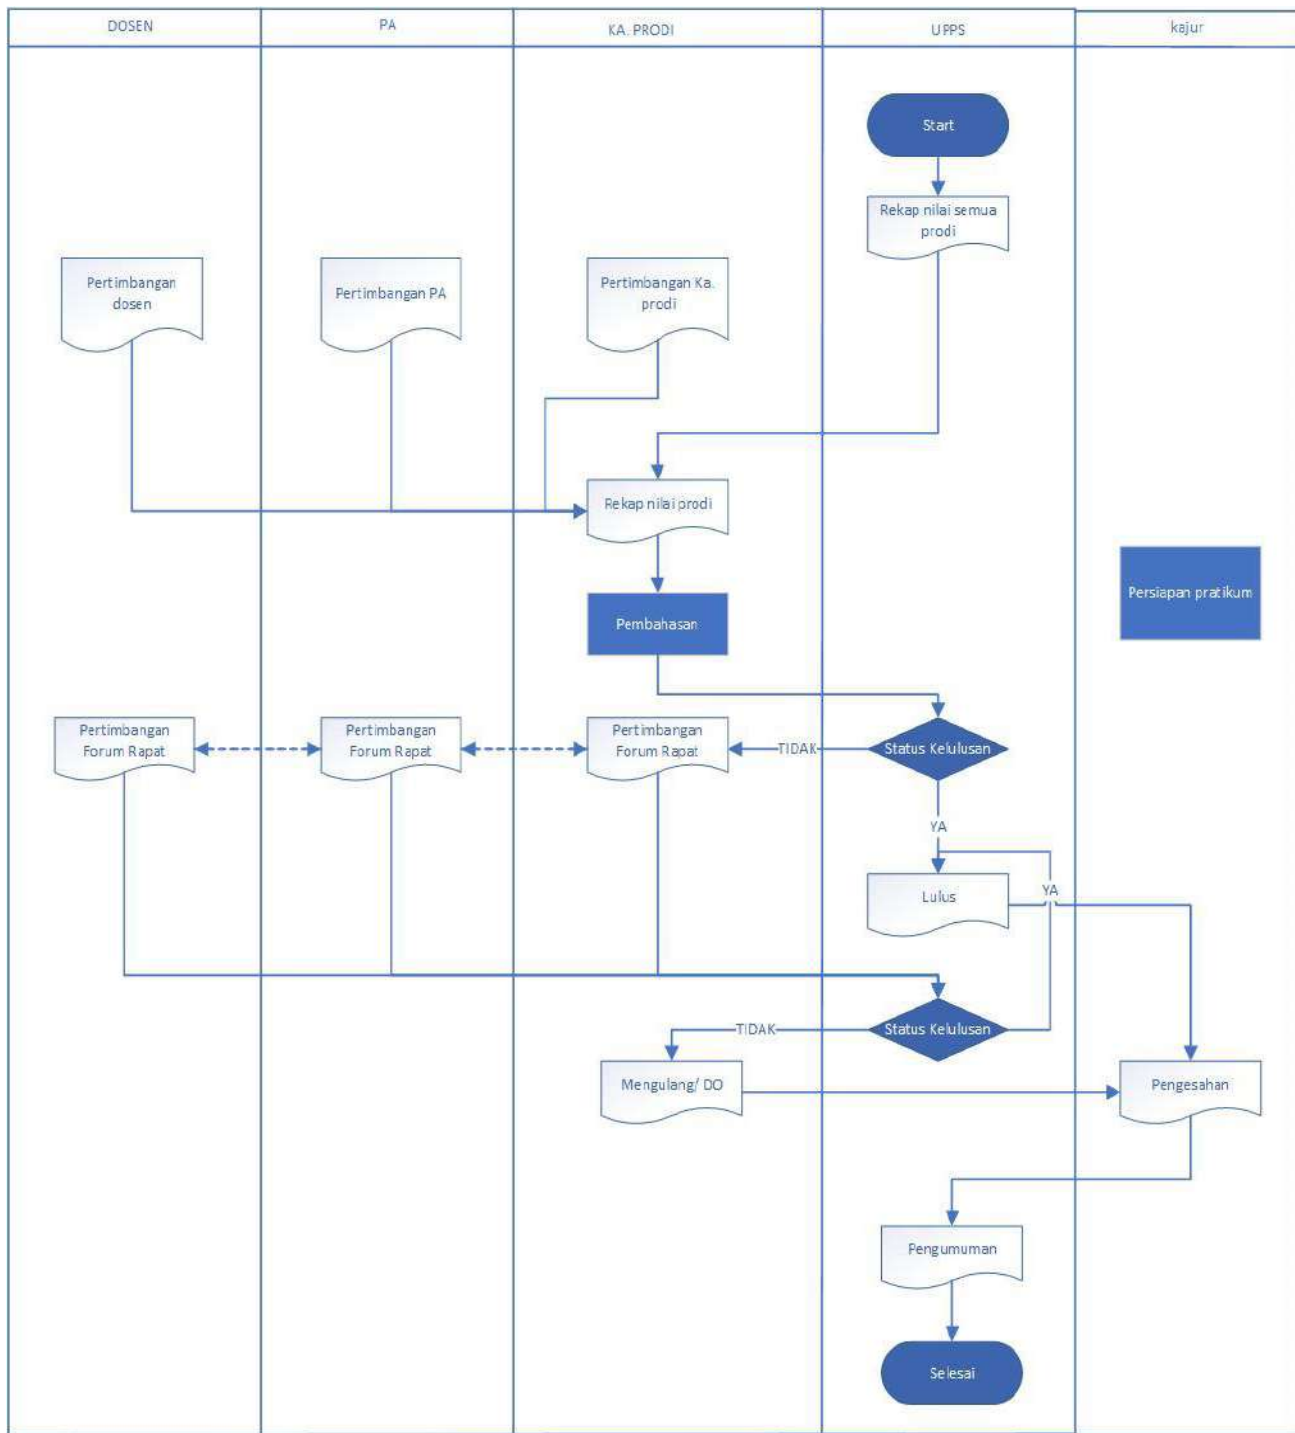 DOSEN
PA
KA. PRODI
UPPS
kajur
Start
Rekap nilai semua
prodi
Pertimbangan
dosen
Pertimbangan PA
Pertimbangan Ka.
prodi
Rekap nilai prodi
Pembahasan
Persiapan pratikum
Pertimbangan
Forum Rapat
Pertimbangan
Forum Rapat
Pertimbangan
Forum Rapat
TIDAK
Status Kelulusan
YA
Lulus
YA
TIDAK
Status Kelulusan
Mengulang/ DO
Pengesahan
Pengumuman
Selesai